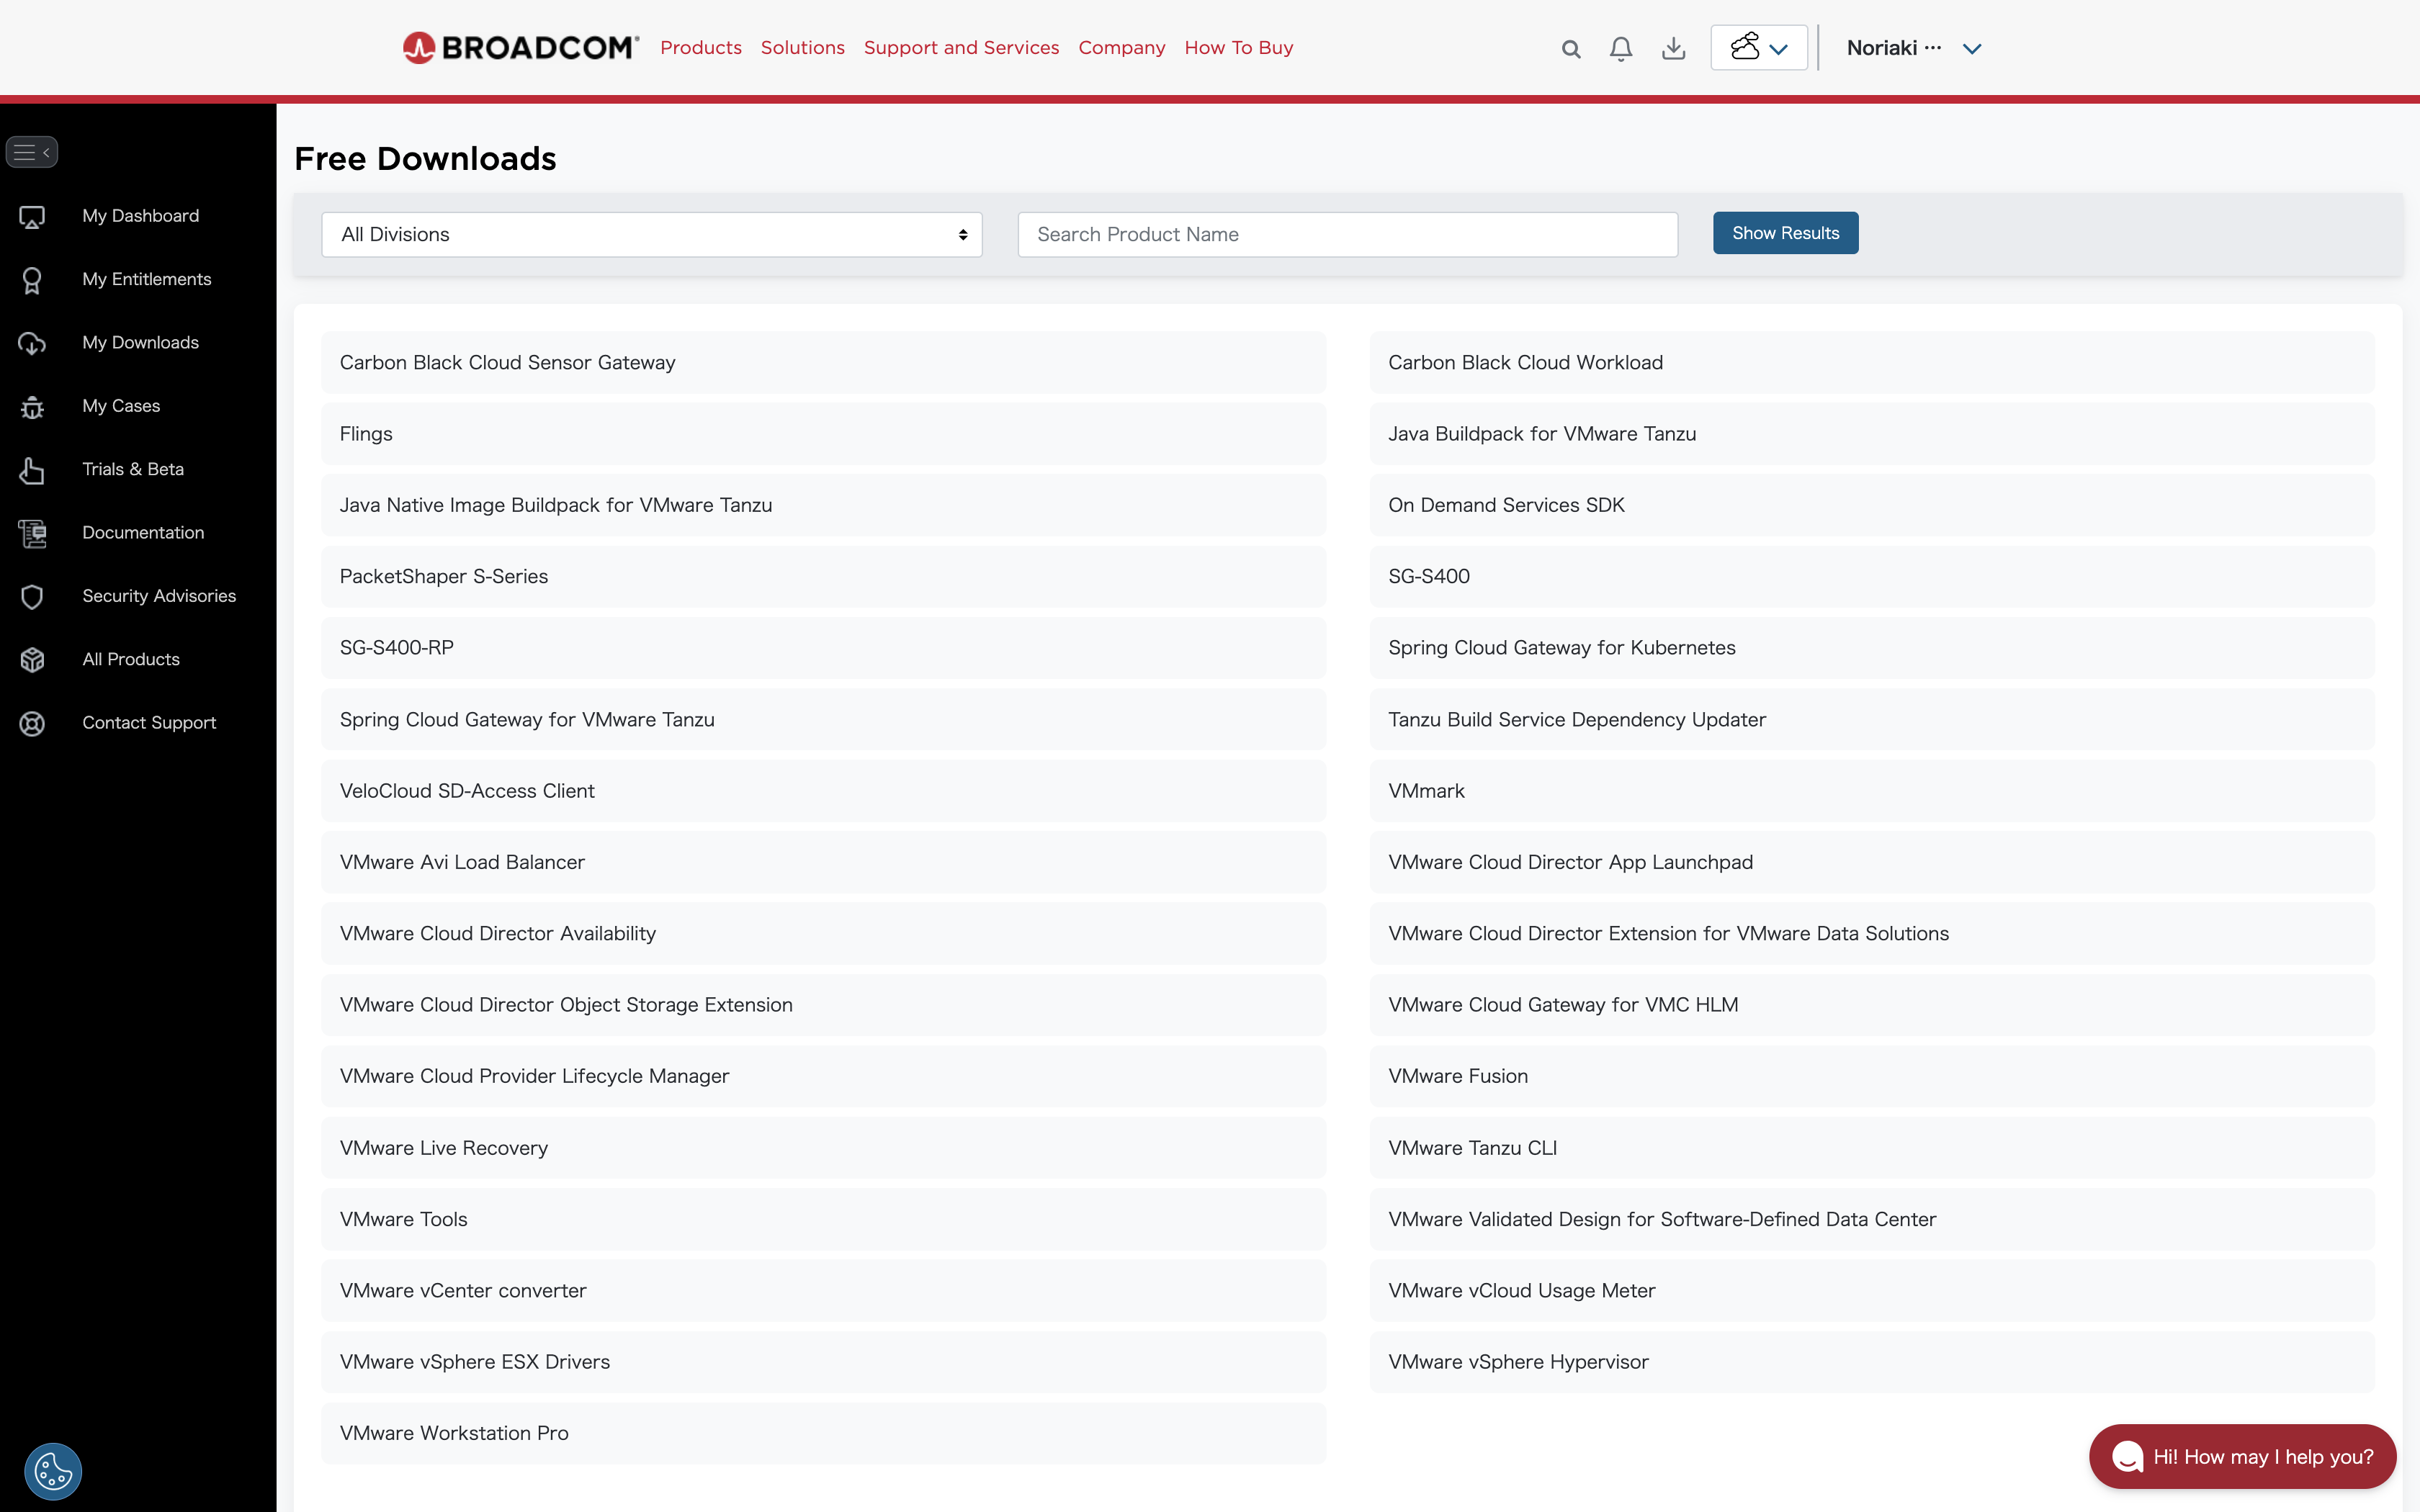 BROADCOM® Products Solutions Support and Services Company How To Buy Noriaki ···
My Dashboard
My Entitlements
My Downloads
My Cases
Trials & Beta
Documentation
Security Advisories
All Products
Contact Support
Free Downloads
All Divisions Search Product Name Show Results
Carbon Black Cloud Sensor Gateway Carbon Black Cloud Workload
Flings Java Buildpack for VMware Tanzu
Java Native Image Buildpack for VMware Tanzu On Demand Services SDK
PacketShaper S-Series SG-S400
SG-S400-RP Spring Cloud Gateway for Kubernetes
Spring Cloud Gateway for VMware Tanzu Tanzu Build Service Dependency Updater
VeloCloud SD-Access Client VMmark
VMware Avi Load Balancer VMware Cloud Director App Launchpad
VMware Cloud Director Availability VMware Cloud Director Extension for VMware Data Solutions
VMware Cloud Director Object Storage Extension VMware Cloud Gateway for VMC HLM
VMware Cloud Provider Lifecycle Manager VMware Fusion
VMware Live Recovery VMware Tanzu CLI
VMware Tools VMware Validated Design for Software-Defined Data Center
VMware vCenter converter VMware vCloud Usage Meter
VMware vSphere ESX Drivers VMware vSphere Hypervisor
VMware Workstation Pro
Hi! How may I help you?